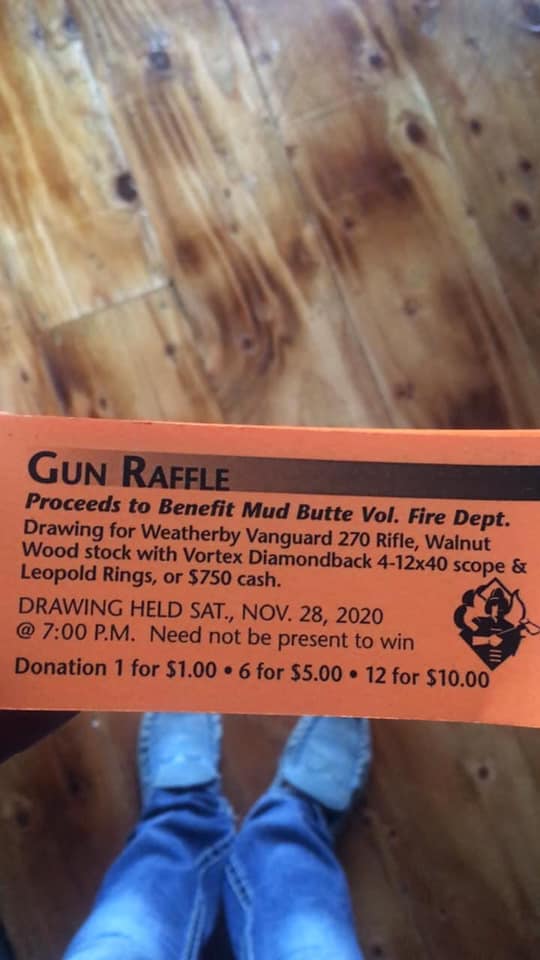 GUN RAFFLE
Proceeds to Benefit Mud Butte Vol. Fire Dept.
Drawing for Weatherby Vanguard 270 Rifle, Walnut
Wood stock with Vortex Diamondback 4-12x40 scope &
Leopold Rings, or $750 cash.
DRAWING HELD SAT., NOV. 28, 2020
@ 7:00 P.M. Need not be present to win
Donation 1 for $1.00 • 6 for $5.00 • 12 for $10.00